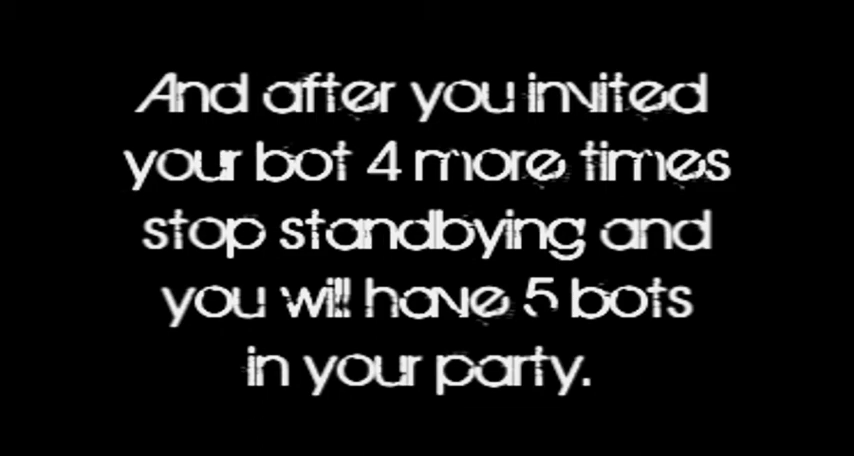 And after you invited
your bot 4 more times
stop standbying and
you will have 5 bots
in your party.